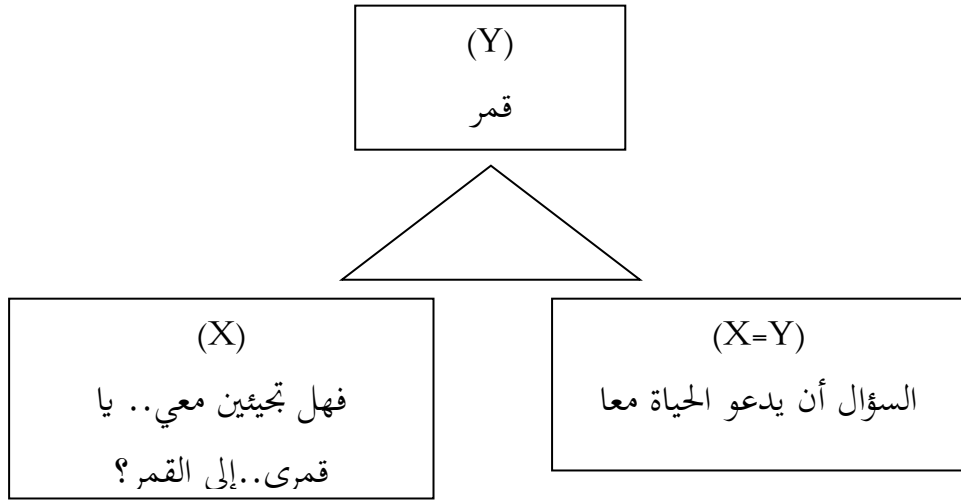 (Y)
قمر
(X)
فهل تجيئين معي.. يا
قمرى..إلى القمر؟
(X=Y)
السؤال أن يدعو الحياة معا